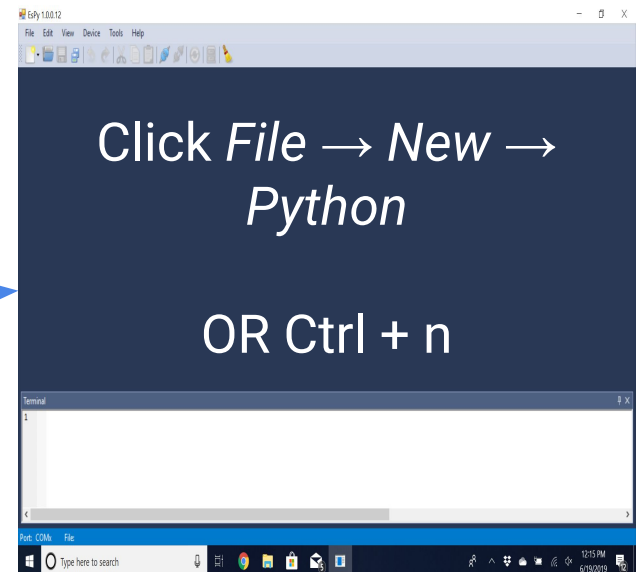 EsPy 1.0.0.12
File Edit View Device Tools Help
Click File → New →
Python
OR Ctrl + n
Terminal
1
Port: COMx File:
Type here to search
12:15 PM
6/19/2019